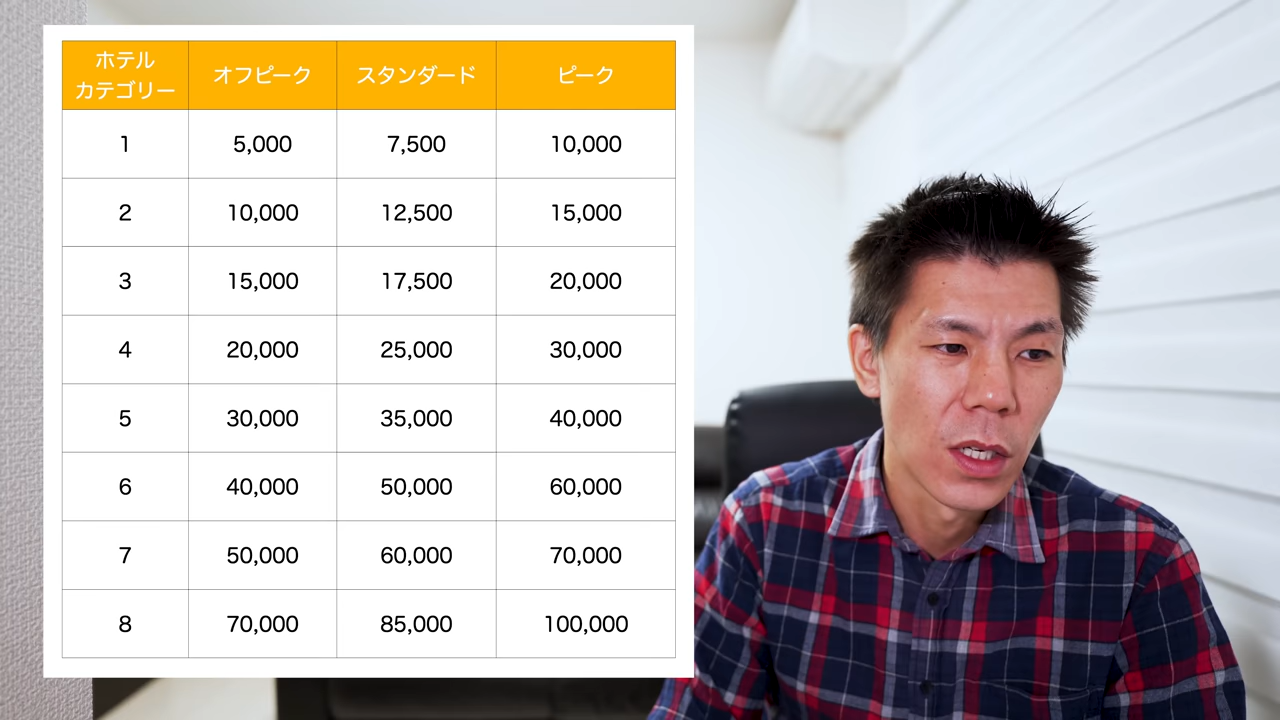 ホテル
カテゴリー オフピーク スタンダード ピーク
1 5,000 7,500 10,000
2 10,000 12,500 15,000
3 15,000 17,500 20,000
4 20,000 25,000 30,000
5 30,000 35,000 40,000
6 40,000 50,000 60,000
7 50,000 60,000 70,000
8 70,000 85,000 100,000